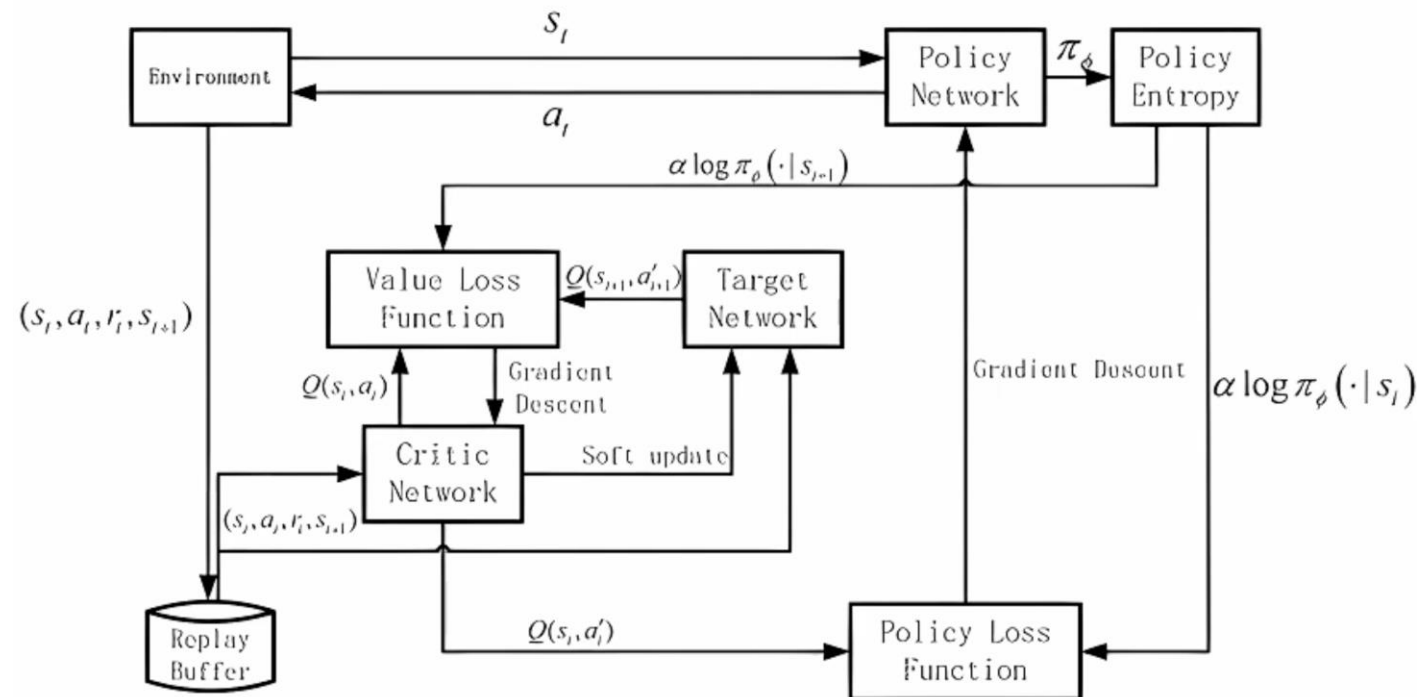 s_t
Environment
Policy
Network
π_ϕ
Policy
Entropy
a_t
α log π_ϕ(·|s_{t+1})
Value Loss
Function
Q(s_{t+1}, a'_{t+1})
Target
Network
(s_t, a_t, r_t, s_{t+1})
Q(s_t, a_t)
Gradient
Descent
Gradient Descent
α log π_ϕ(·|s_t)
Critic
Network
Soft update
(s_t, a_t, r_t, s_{t+1})
Q(s_t, a'_t)
Replay
Buffer
Policy Loss
Function